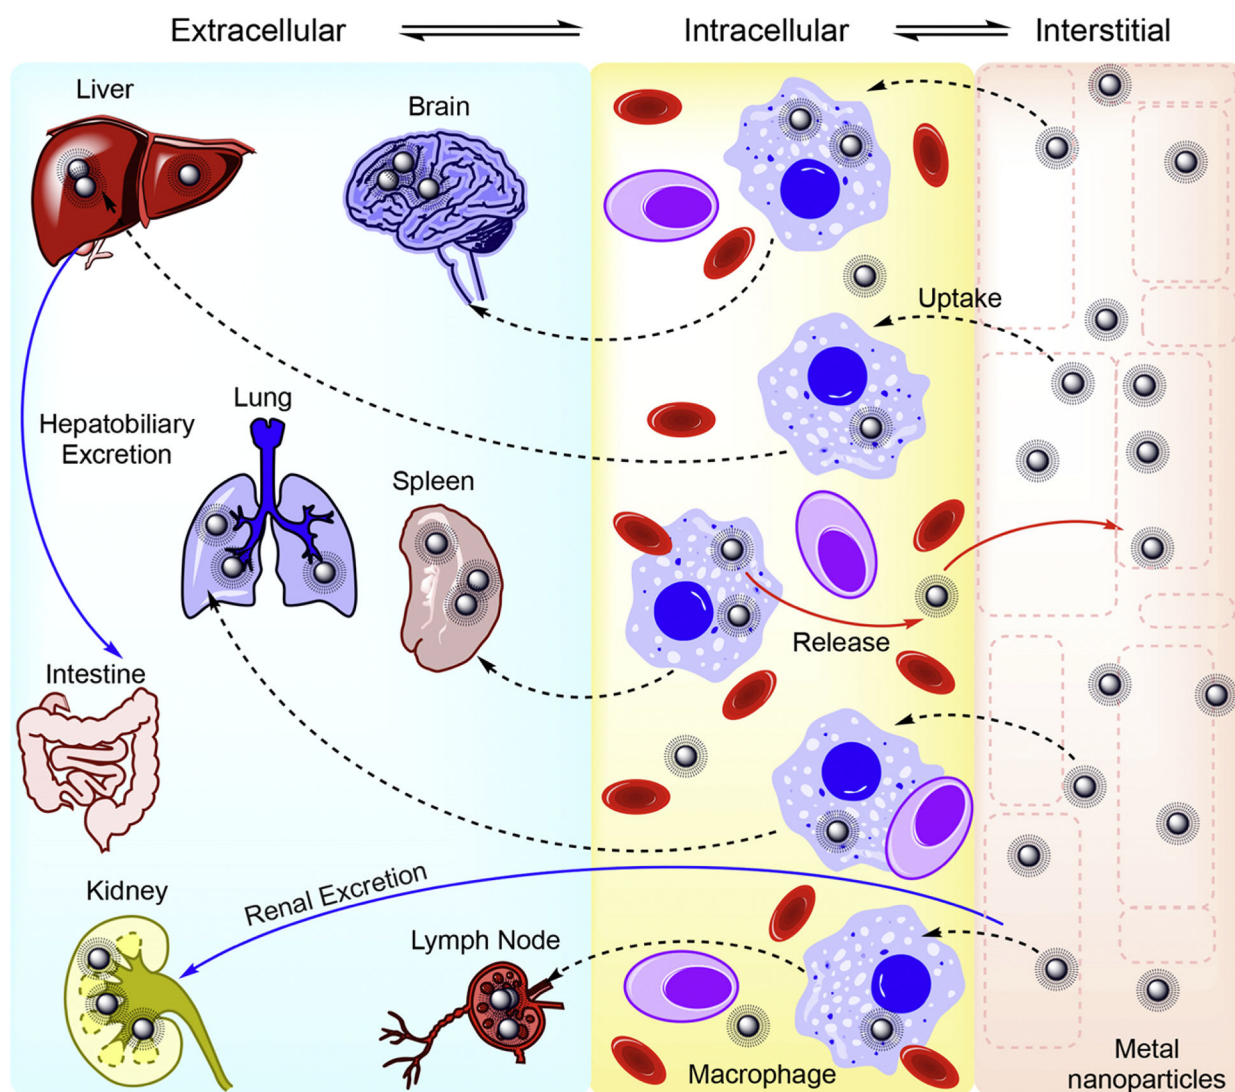 Extracellular
Intracellular
Interstitial
Liver
Brain
Uptake
Hepatobiliary
Excretion
Lung
Spleen
Release
Intestine
Kidney
Renal Excretion
Lymph Node
Macrophage
Metal
nanoparticles